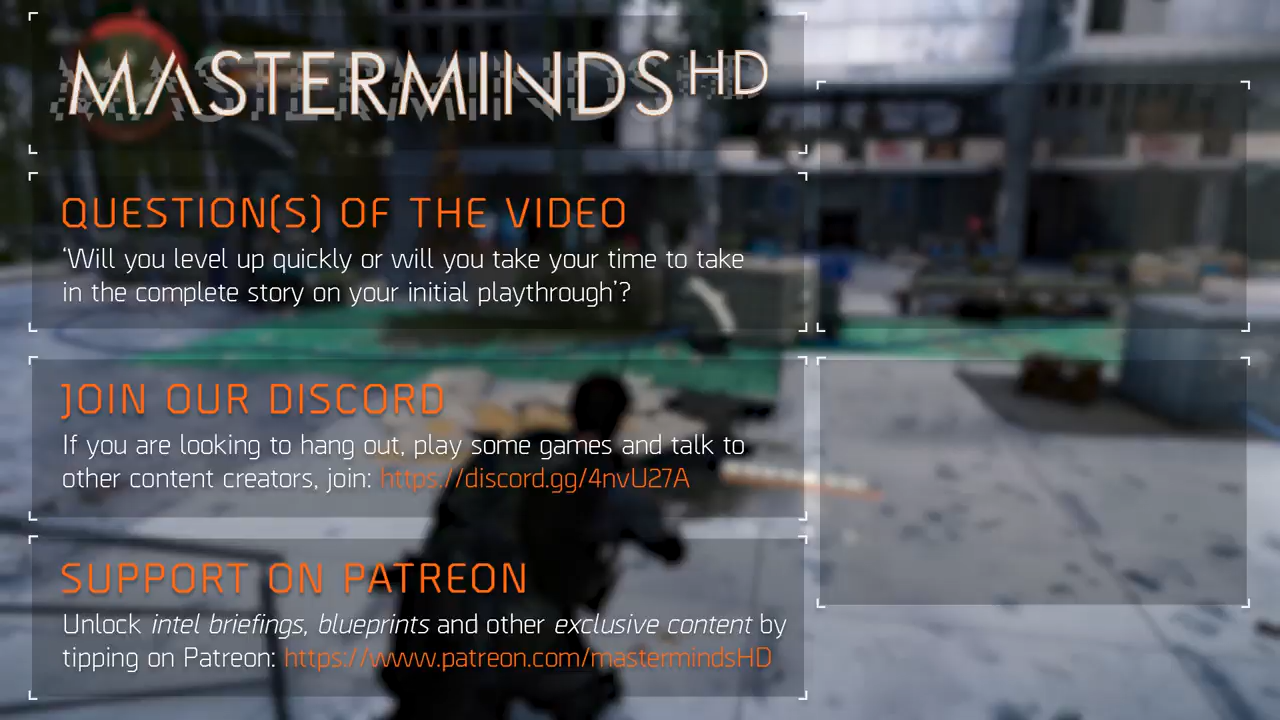 MASTERMINDSHD
QUESTION(S) OF THE VIDEO
‘Will you level up quickly or will you take your time to take
in the complete story on your initial playthrough’?
JOIN OUR DISCORD
If you are looking to hang out, play some games and talk to
other content creators, join: https://discord.gg/4nvU27A
SUPPORT ON PATREON
Unlock intel briefings, blueprints and other exclusive content by
tipping on Patreon: https://www.patreon.com/mastermindsHD